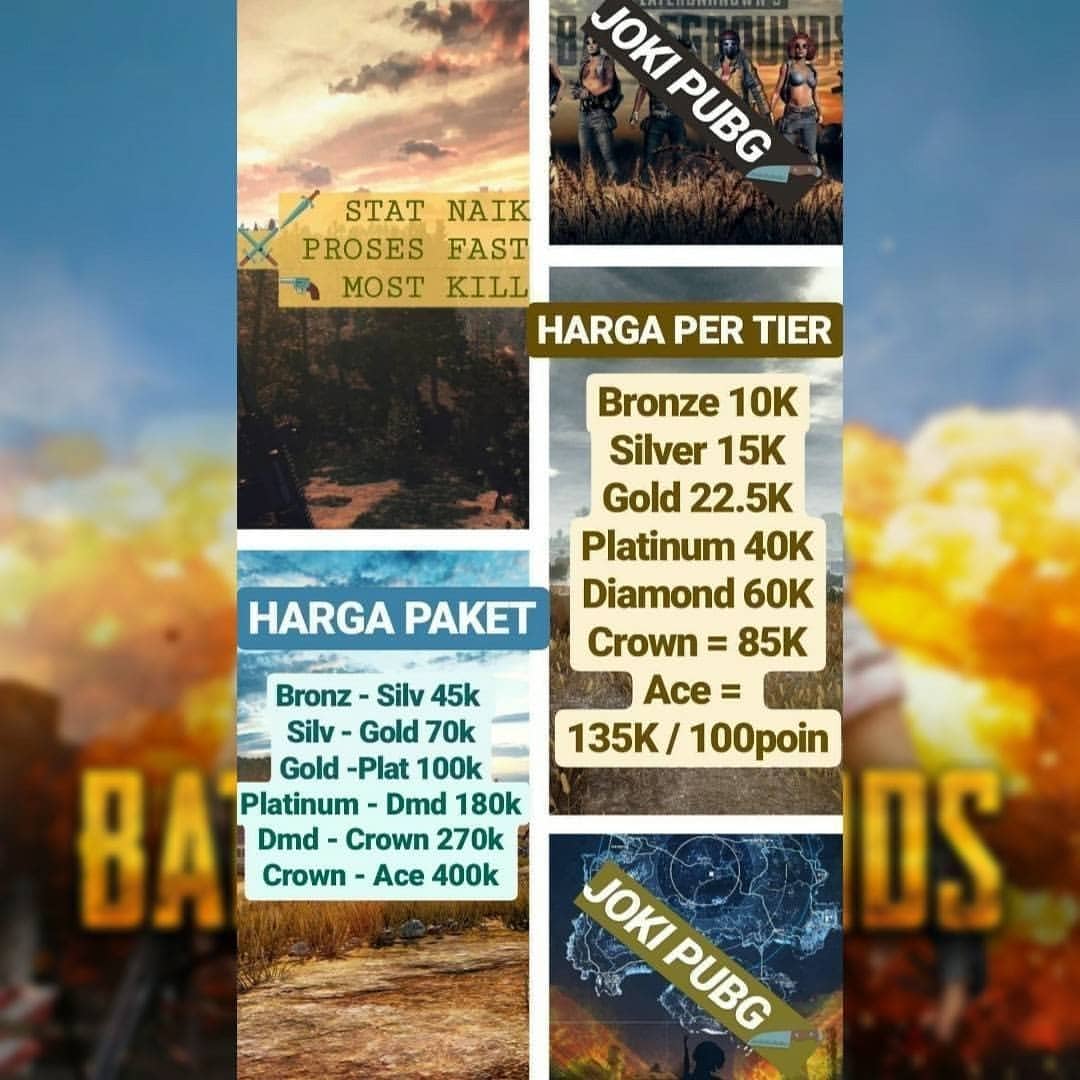 STAT NAIK
PROSES FAST
MOST KILL
HARGA PAKET
Bronz - Silv 45k
Silv - Gold 70k
Gold -Plat 100k
Platinum - Dmd 180k
Dmd - Crown 270k
Crown - Ace 400k
JOKI PUBG
HARGA PER TIER
Bronze 10K
Silver 15K
Gold 22.5K
Platinum 40K
Diamond 60K
Crown = 85K
Ace =
135K / 100poin
JOKI PUBG
BA
DS